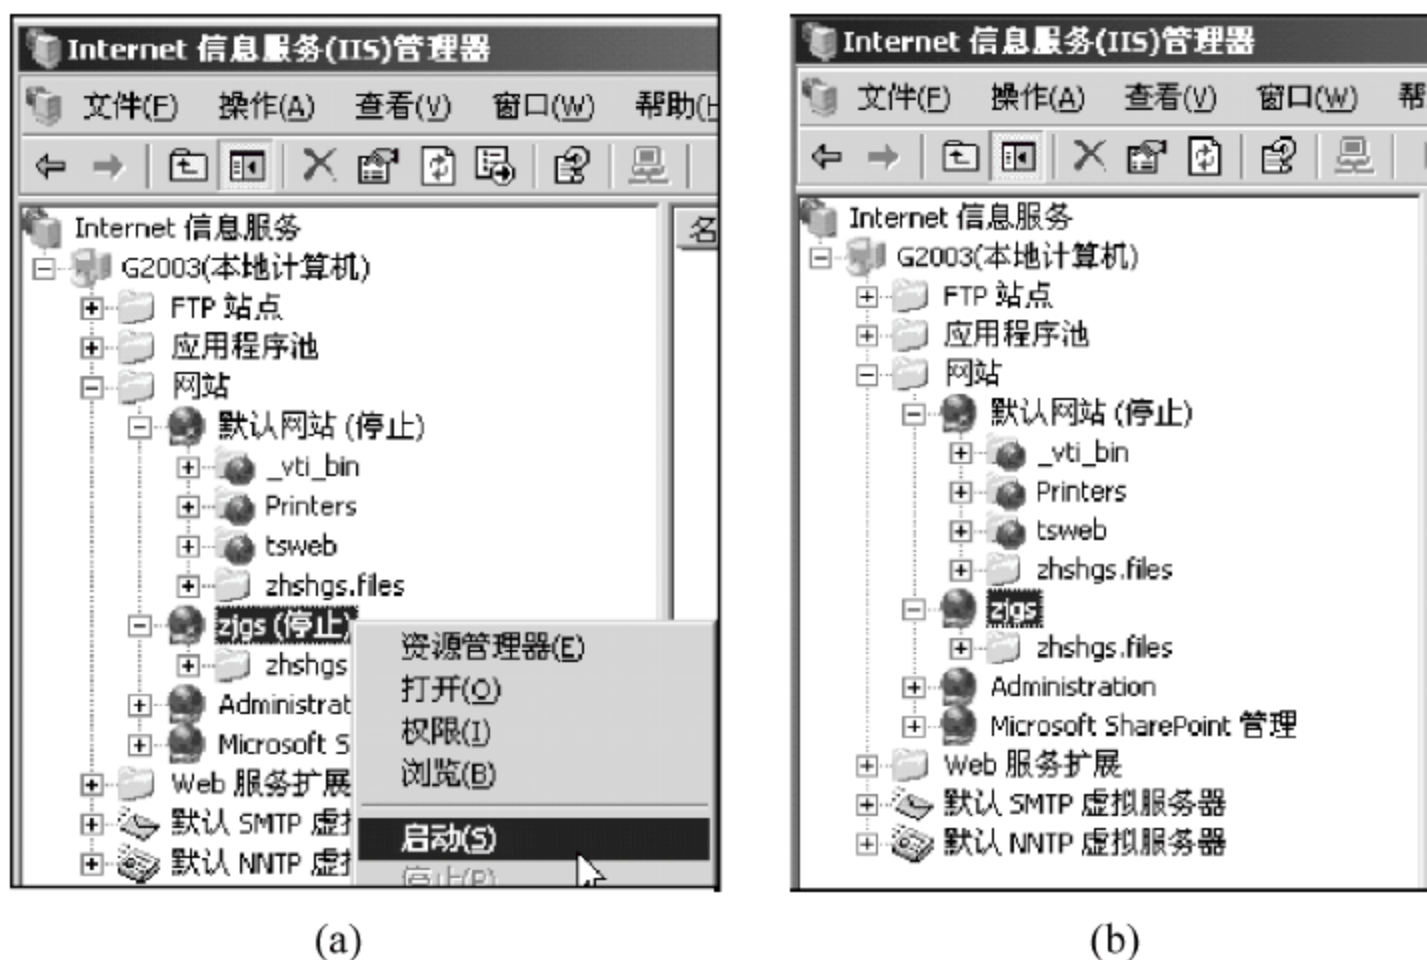 Internet 信息服务(IIS)管理器
文件(F) 操作(A) 查看(V) 窗口(W) 帮助(H
Internet 信息服务
名
G2003(本地计算机)
FTP 站点
应用程序池
网站
默认网站 (停止)
_vti_bin
Printers
tsweb
zhshgs.files
zjgs (停止)
zhshgs
Administrat
Microsoft S
Web 服务扩展
默认 SMTP 虚拟
默认 NNTP 虚拟
资源管理器(E)
打开(O)
权限(I)
浏览(B)
启动(S)
停止(P)
(a)
Internet 信息服务(IIS)管理器
文件(F) 操作(A) 查看(V) 窗口(W) 帮
Internet 信息服务
G2003(本地计算机)
FTP 站点
应用程序池
网站
默认网站 (停止)
_vti_bin
Printers
tsweb
zhshgs.files
zjgs
zhshgs.files
Administration
Microsoft SharePoint 管理
Web 服务扩展
默认 SMTP 虚拟服务器
默认 NNTP 虚拟服务器
(b)